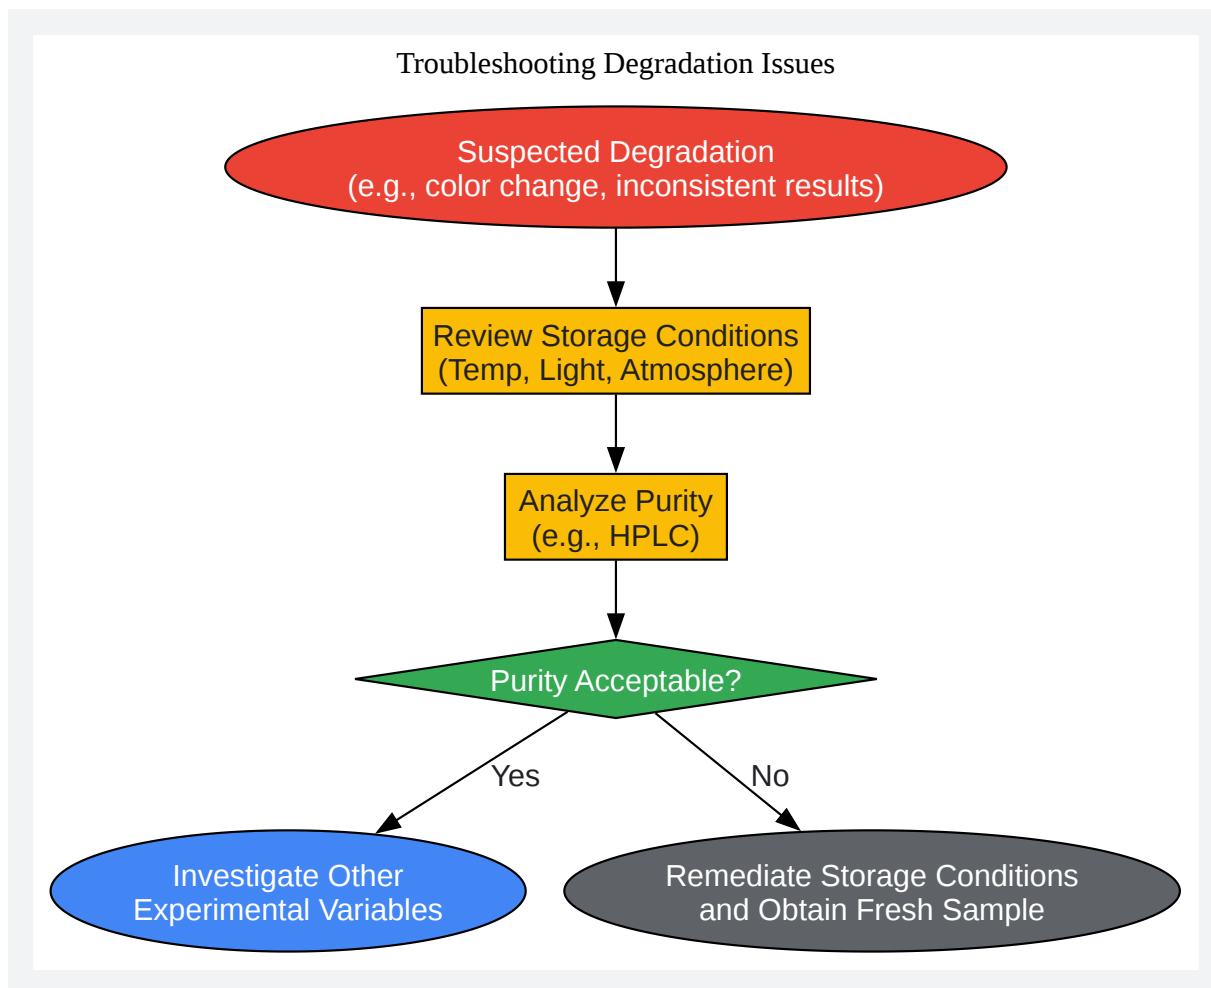 Troubleshooting Degradation Issues
Suspected Degradation
(e.g., color change, inconsistent results)
Review Storage Conditions
(Temp, Light, Atmosphere)
Analyze Purity
(e.g., HPLC)
Purity Acceptable?
Yes
No
Investigate Other
Experimental Variables
Remediate Storage Conditions
and Obtain Fresh Sample